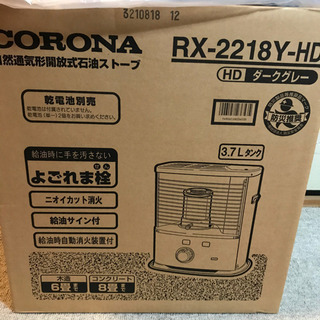 3210818 12
CORONA
RX-2218Y-HD
自然通気形開放式石油ストーブ
HD ダークグレー
乾電池別売
防災推奨
給油時に手を汚さない
よごれま栓
3.7Lタンク
ニオイカット消火
給油サイン付
給油時自動消火装置付
木造
6畳まで
コンクリート
8畳まで